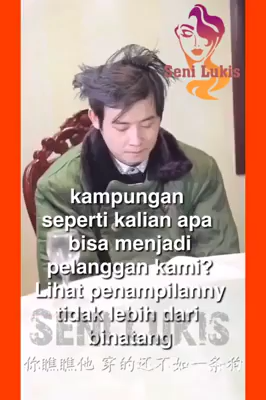 Seni Lukis
kampungan
seperti kalian apa
bisa menjadi
pelanggan kami?
Lihat penampilanny
tidak lebih dari
binatang
SENI LUKIS
你瞧瞧他 穿的还不如一条狗